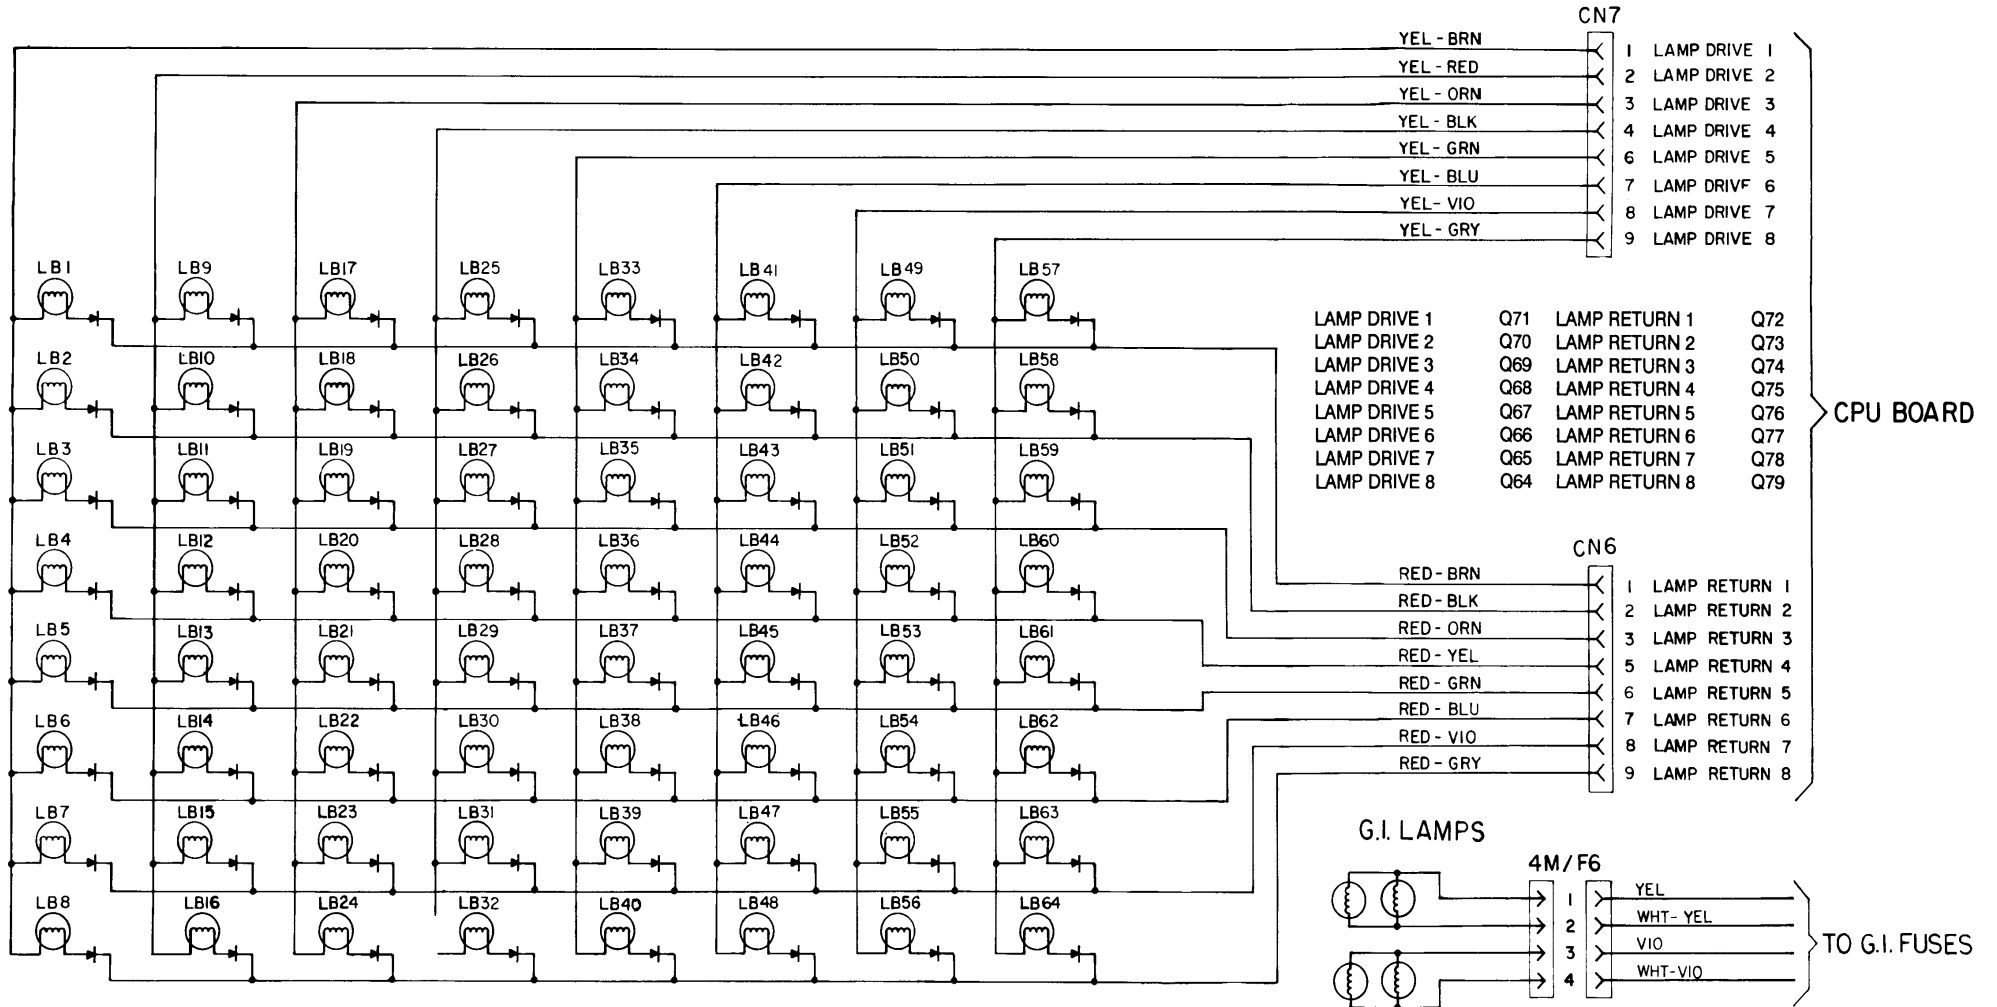 CN7
YEL-BRN 1 LAMP DRIVE 1
YEL-RED 2 LAMP DRIVE 2
YEL-ORN 3 LAMP DRIVE 3
YEL-BLK 4 LAMP DRIVE 4
YEL-GRN 6 LAMP DRIVE 5
YEL-BLU 7 LAMP DRIVE 6
YEL-VIO 8 LAMP DRIVE 7
YEL-GRY 9 LAMP DRIVE 8
LB1 LB9 LB17 LB25 LB33 LB41 LB49 LB57
LB2 LB10 LB18 LB26 LB34 LB42 LB50 LB58
LB3 LB11 LB19 LB27 LB35 LB43 LB51 LB59
LB4 LB12 LB20 LB28 LB36 LB44 LB52 LB60
LB5 LB13 LB21 LB29 LB37 LB45 LB53 LB61
LB6 LB14 LB22 LB30 LB38 LB46 LB54 LB62
LB7 LB15 LB23 LB31 LB39 LB47 LB55 LB63
LB8 LB16 LB24 LB32 LB40 LB48 LB56 LB64
LAMP DRIVE 1 Q71 LAMP RETURN 1 Q72
LAMP DRIVE 2 Q70 LAMP RETURN 2 Q73
LAMP DRIVE 3 Q69 LAMP RETURN 3 Q74
LAMP DRIVE 4 Q68 LAMP RETURN 4 Q75
LAMP DRIVE 5 Q67 LAMP RETURN 5 Q76
LAMP DRIVE 6 Q66 LAMP RETURN 6 Q77
LAMP DRIVE 7 Q65 LAMP RETURN 7 Q78
LAMP DRIVE 8 Q64 LAMP RETURN 8 Q79
CPU BOARD
CN6
RED-BRN 1 LAMP RETURN 1
RED-BLK 2 LAMP RETURN 2
RED-ORN 3 LAMP RETURN 3
RED-YEL 5 LAMP RETURN 4
RED-GRN 6 LAMP RETURN 5
RED-BLU 7 LAMP RETURN 6
RED-VIO 8 LAMP RETURN 7
RED-GRY 9 LAMP RETURN 8
G.I. LAMPS
4M/F6
1 YEL
2 WHT-YEL
3 VIO
4 WHT-VIO
TO G.I. FUSES